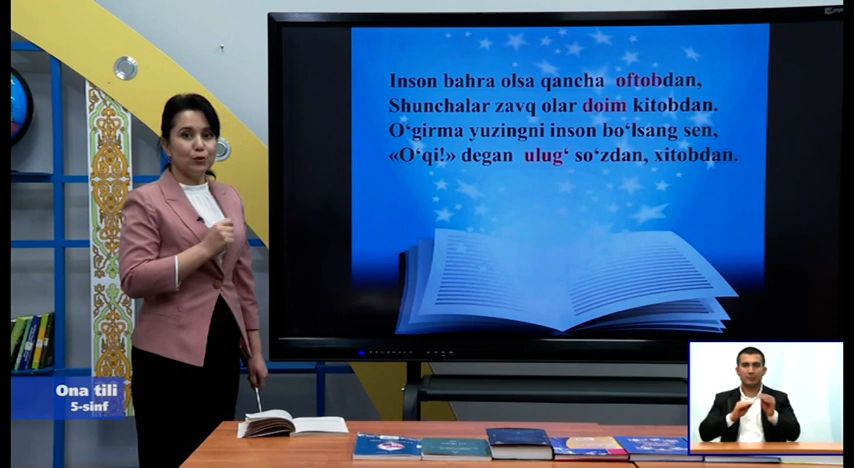 Inson bahra olsa qancha oftobdan,
Shunchalar zavq olar doim kitobdan.
O‘girma yuzingni inson bo‘lsang sen,
«O‘qi!» degan ulug‘ so‘zdan, xitobdan.
Ona tili
5-sinf